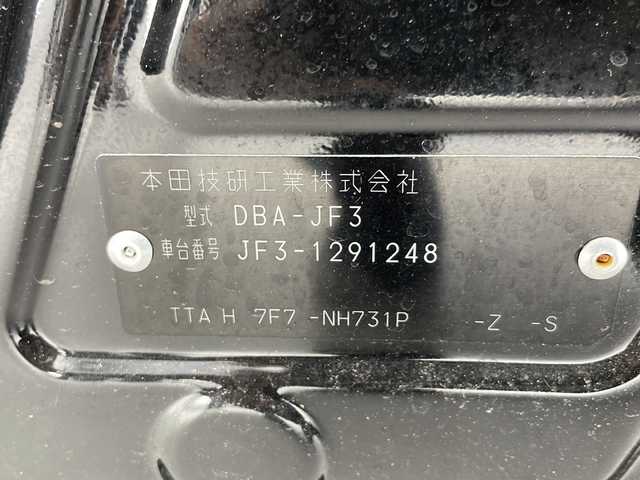 本田技研工業株式会社
型式 DBA-JF3
車台番号 JF3-1291248
TTA H 7F7 -NH731P -Z -S